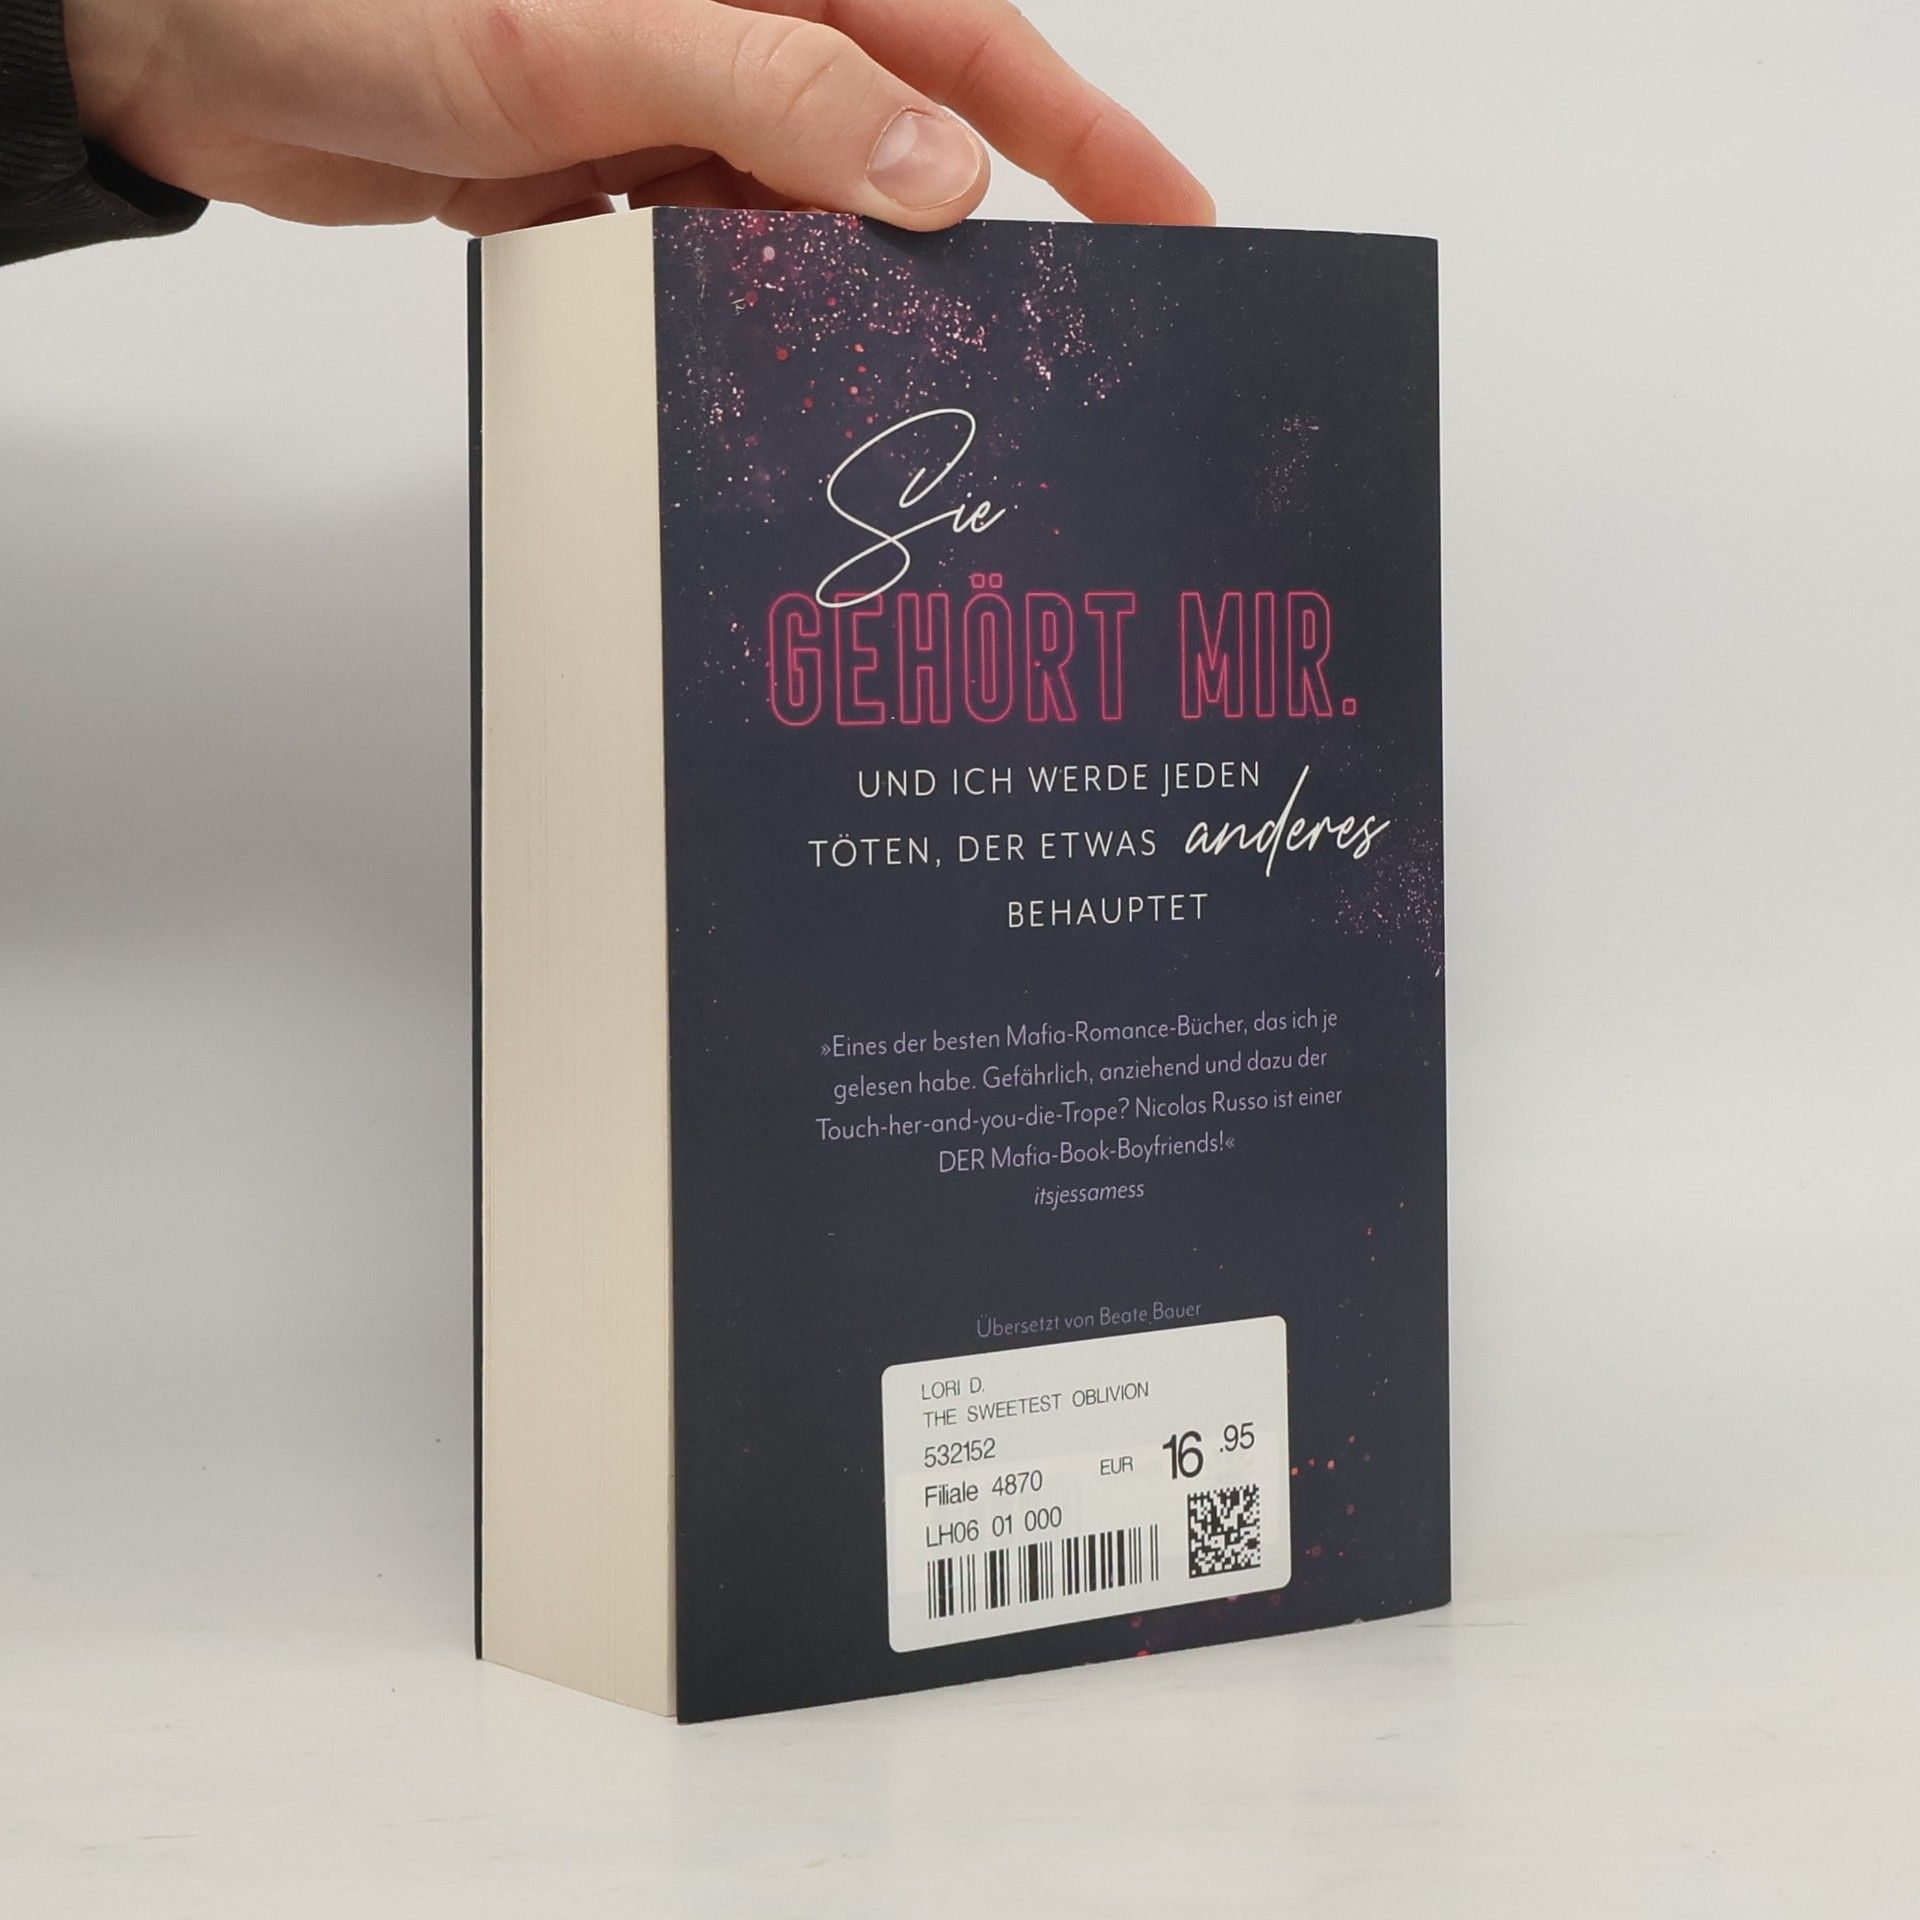 Sie
GEHÖRT MIR.
UND ICH WERDE JEDEN
TÖTEN, DER ETWAS anderes
BEHAUPTET
»Eines der besten Mafia-Romance-Bücher, das ich je
gelesen habe. Gefährlich, anziehend und dazu der
Touch-her-and-you-die-Trope? Nicolas Russo ist einer
DER Mafia-Book-Boyfriends!«
itsjessamess
Übersetzt von Beate Bauer
LORI D.
THE SWEETEST OBLIVION
532152
EUR 16.95
Filiale 4870
LH06 01 000